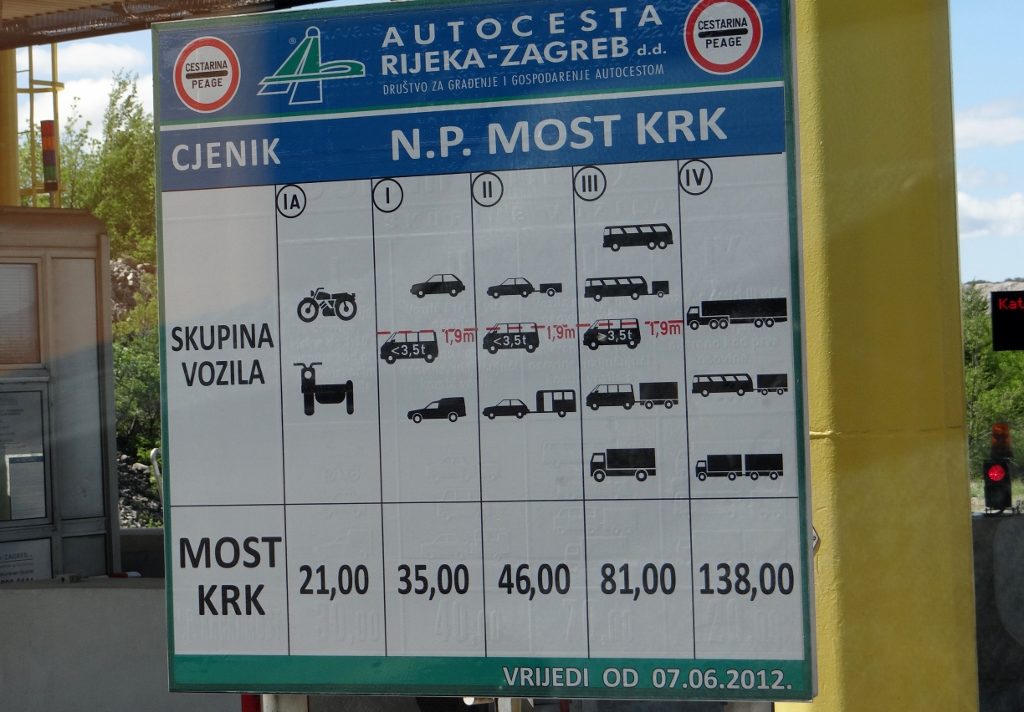 CESTARINA
PEAGE
AUTOCESTA
RIJEKA-ZAGREB d.d.
DRUŠTVO ZA GRAĐENJE I GOSPODARENJE AUTOCESTOM
CESTARINA
PEAGE
CJENIK N.P. MOST KRK
IA I II III IV
SKUPINA
VOZILA
1,9m 1,9m 1,9m
<3,5t <3,5t >3,5t
MOST
KRK
21,00 35,00 46,00 81,00 138,00
VRIJEDI OD 07.06.2012.
Kat